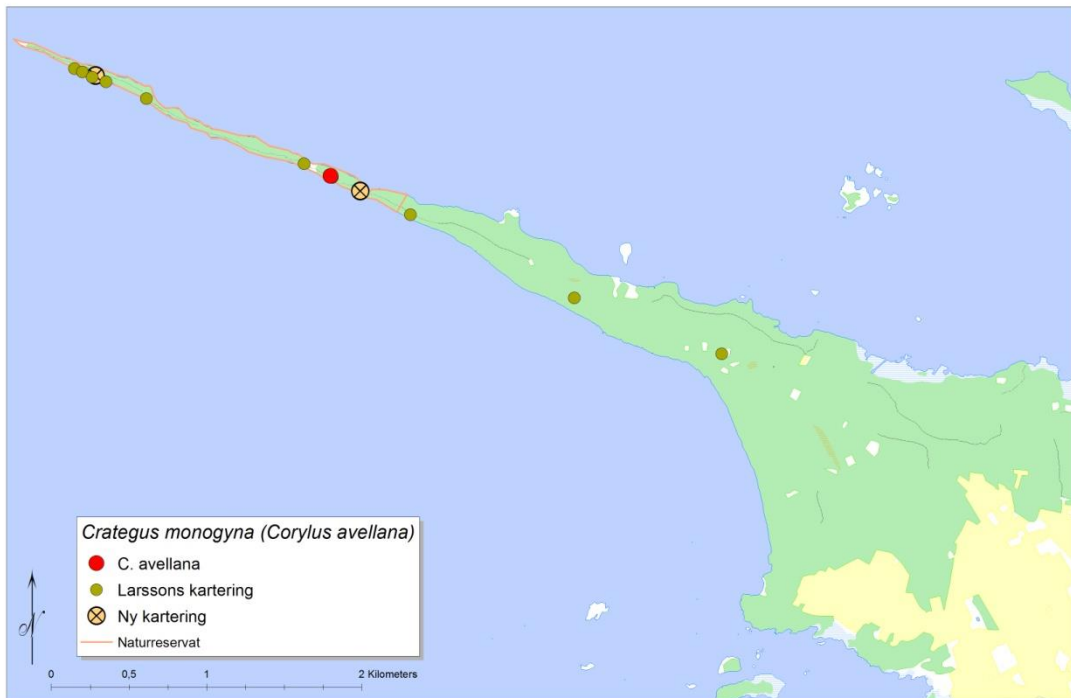 Crategus monogyna (Corylus avellana)
C. avellana
Larssons kartering
Ny kartering
Naturreservat
N
0 0,5 1 2 Kilometers